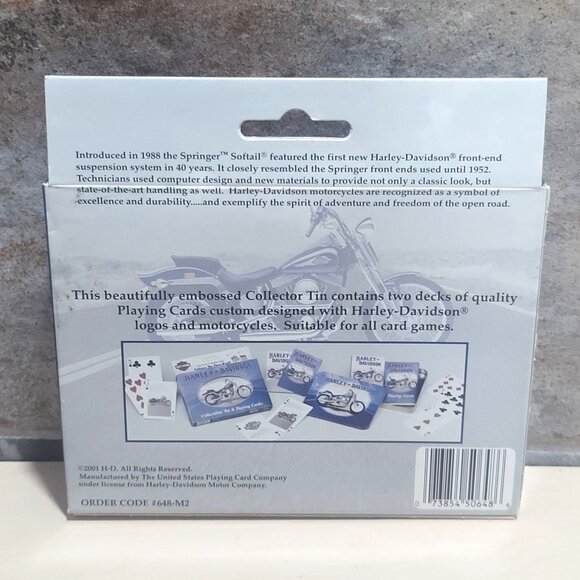 Introduced in 1988 the Springer™ Softail® featured the first new Harley-Davidson® front-end
suspension system in 40 years. It closely resembled the Springer front ends used until 1952.
Technicians used computer design and new materials to provide not only a classic look, but
state-of-the-art handling as well. Harley-Davidson motorcycles are recognized as a symbol of
excellence and durability.....and exemplify the spirit of adventure and freedom of the open road.
This beautifully embossed Collector Tin contains two decks of quality
Playing Cards custom designed with Harley-Davidson®
logos and motorcycles. Suitable for all card games.
HARLEY-DAVIDSON
Collectible Tin & Playing Cards
HARLEY-DAVIDSON
Playing Cards
©2001 H-D, All Rights Reserved.
Manufactured by The United States Playing Card Company
under license from Harley-Davidson Motor Company.
ORDER CODE #648-M2
0 73854 50648 6